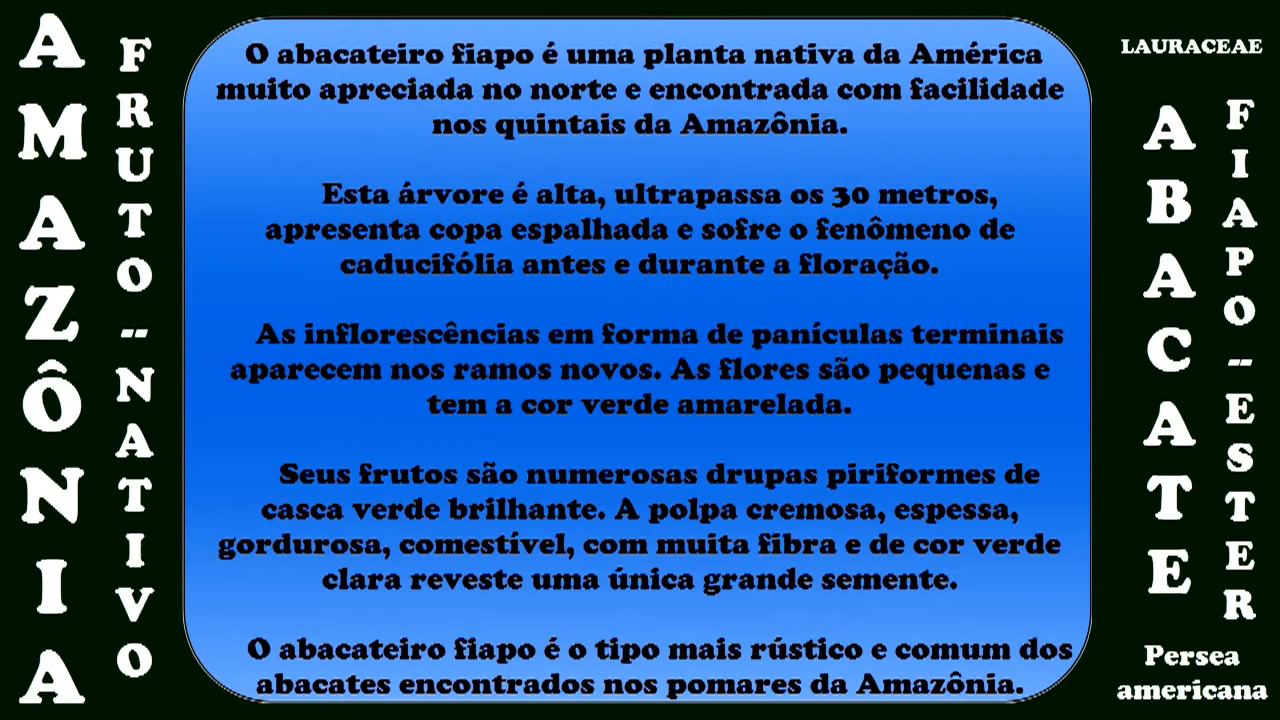 AMAZÔNIA
FRUTO--NATIVO
O abacateiro fiapo é uma planta nativa da América
muito apreciada no norte e encontrada com facilidade
nos quintais da Amazônia.
Esta árvore é alta, ultrapassa os 30 metros,
apresenta copa espalhada e sofre o fenômeno de
caducifólia antes e durante a floração.
As inflorescências em forma de panículas terminais
aparecem nos ramos novos. As flores são pequenas e
tem a cor verde amarelada.
Seus frutos são numerosas drupas piriformes de
casca verde brilhante. A polpa cremosa, espessa,
gordurosa, comestível, com muita fibra e de cor verde
clara reveste uma única grande semente.
O abacateiro fiapo é o tipo mais rústico e comum dos
abacates encontrados nos pomares da Amazônia.
LAURACEAE
ABACATE
FIAPO--ESTER
Persea
americana